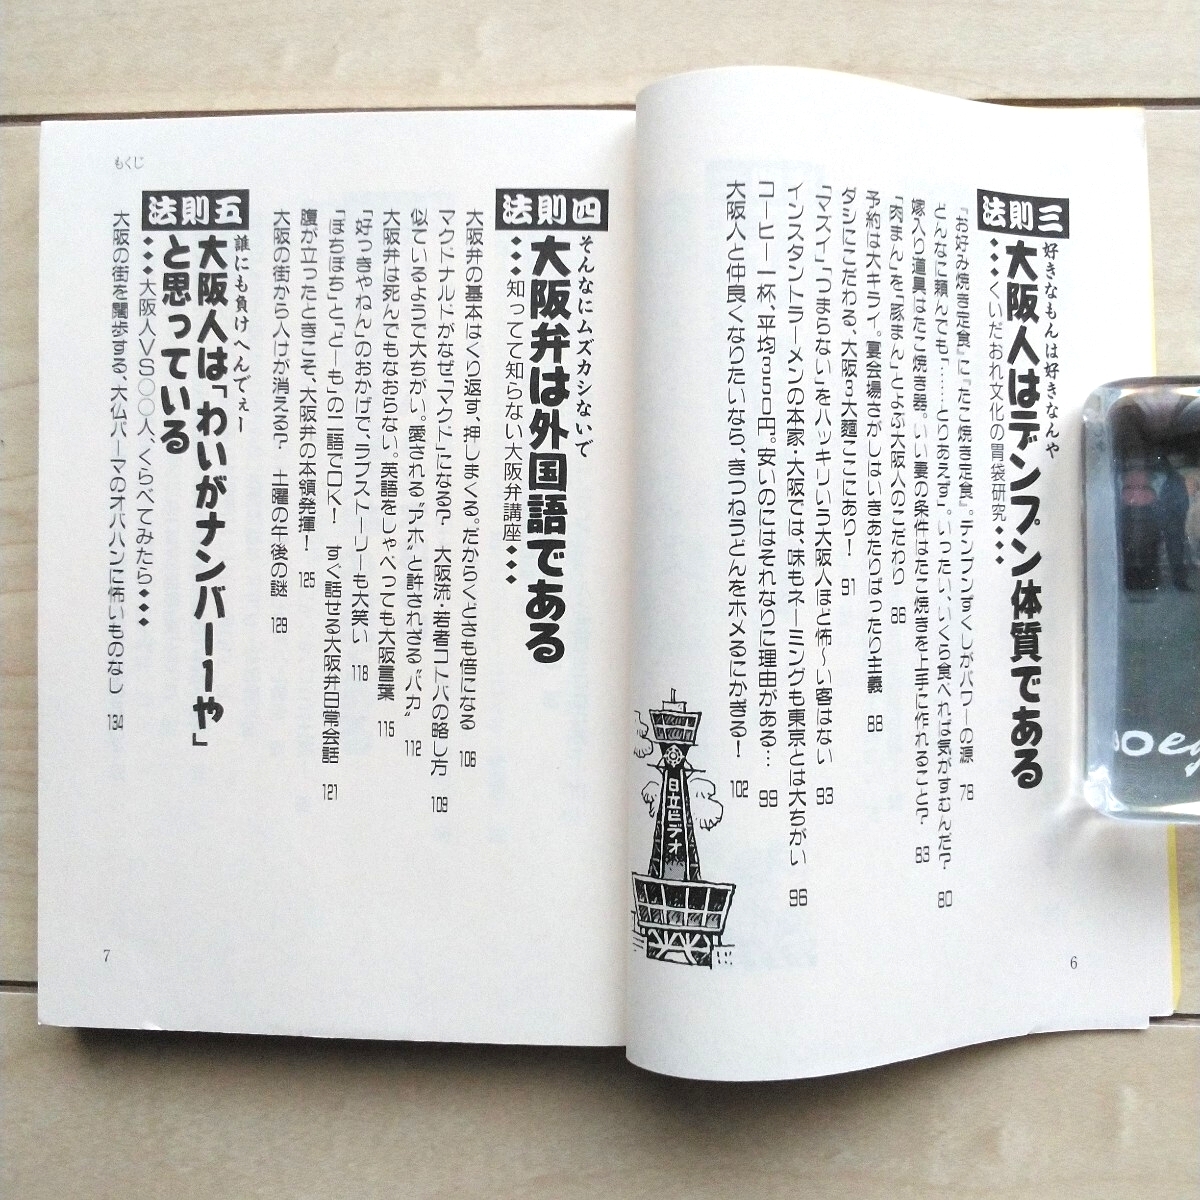 法則三
好きなもんは好きなんや
大阪人はデンプン体質である
…くいだおれ文化の胃袋研究…
『お好み焼き定食』に『たこ焼き定食』。デンプンずくしがパワーの源 78
どんなに頼んでも「……とりあえず」。いったい、いくら食べれば気がすむんだ? 80
嫁入り道具はたこ焼き器。いい妻の条件はたこ焼きを上手に作れること? 83
「肉まん」を「豚まん」とよぶ大阪人のこだわり 86
予約は大キライ。宴会場さがしはいきあたりばったり主義 88
ダシにこだわる、大阪3大麺ここにあり! 91
「マズイ」「つまらない」をハッキリいう大阪人ほど怖〜い客はない 93
インスタントラーメンの本家・大阪では、味もネーミングも東京とは大ちがい 96
コーヒー一杯、平均350円。安いのにはそれなりに理由がある… 99
大阪人と仲良くなりたいなら、きつねうどんをホメるにかぎる! 102
日立ビデオ
6
もくじ
法則四
そんなにムズカシないで
大阪弁は外国語である
…知ってて知らない大阪弁講座…
大阪弁の基本はくり返す、押しまくる。だからくどさも倍になる 106
マクドナルドがなぜ「マクド」になる? 大阪流・若者コトバの略し方 109
似ているようで大ちがい。愛される“アホ”と許されざる“バカ” 112
大阪弁は死んでもなおらない。英語をしゃべっても大阪言葉 115
「好っきゃねん」のおかげで、ラブストーリーも大笑い 118
「ぼちぼち」と「どーも」の二語でOK! すぐ話せる大阪弁日常会話 121
腹が立ったときこそ、大阪弁の本領発揮! 125
大阪の街から人けが消える? 土曜の午後の謎 128
法則五
誰にも負けへんでぇー
大阪人は「わいがナンバー1や」
と思っている
…大阪人VS〇〇人、くらべてみたら…
大阪の街を闊歩する、大仏パーマのオバハンに怖いものなし 134
7